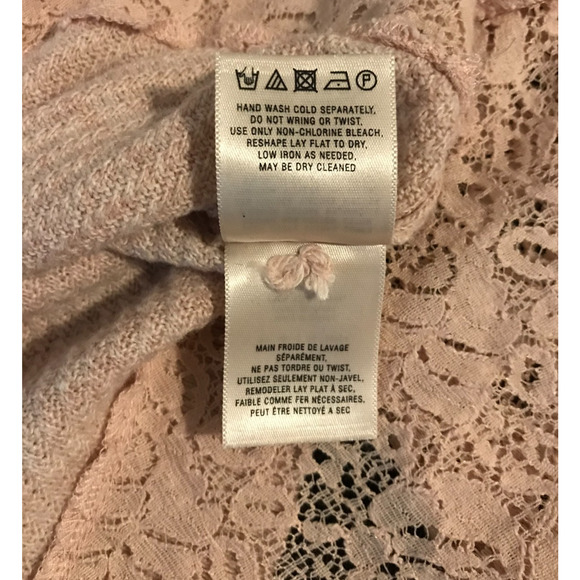 HAND WASH COLD SEPARATELY,
DO NOT WRING OR TWIST.
USE ONLY NON-CHLORINE BLEACH,
RESHAPE LAY FLAT TO DRY.
LOW IRON AS NEEDED,
MAY BE DRY CLEANED
MAIN FROIDE DE LAVAGE
SÉPARÉMENT,
NE PAS TORDRE OU TWIST.
UTILISEZ SEULEMENT NON-JAVEL,
REMODELER LAY PLAT À SEC,
FAIBLE COMME FER NÉCESSAIRES,
PEUT ÊTRE NETTOYÉ A SEC